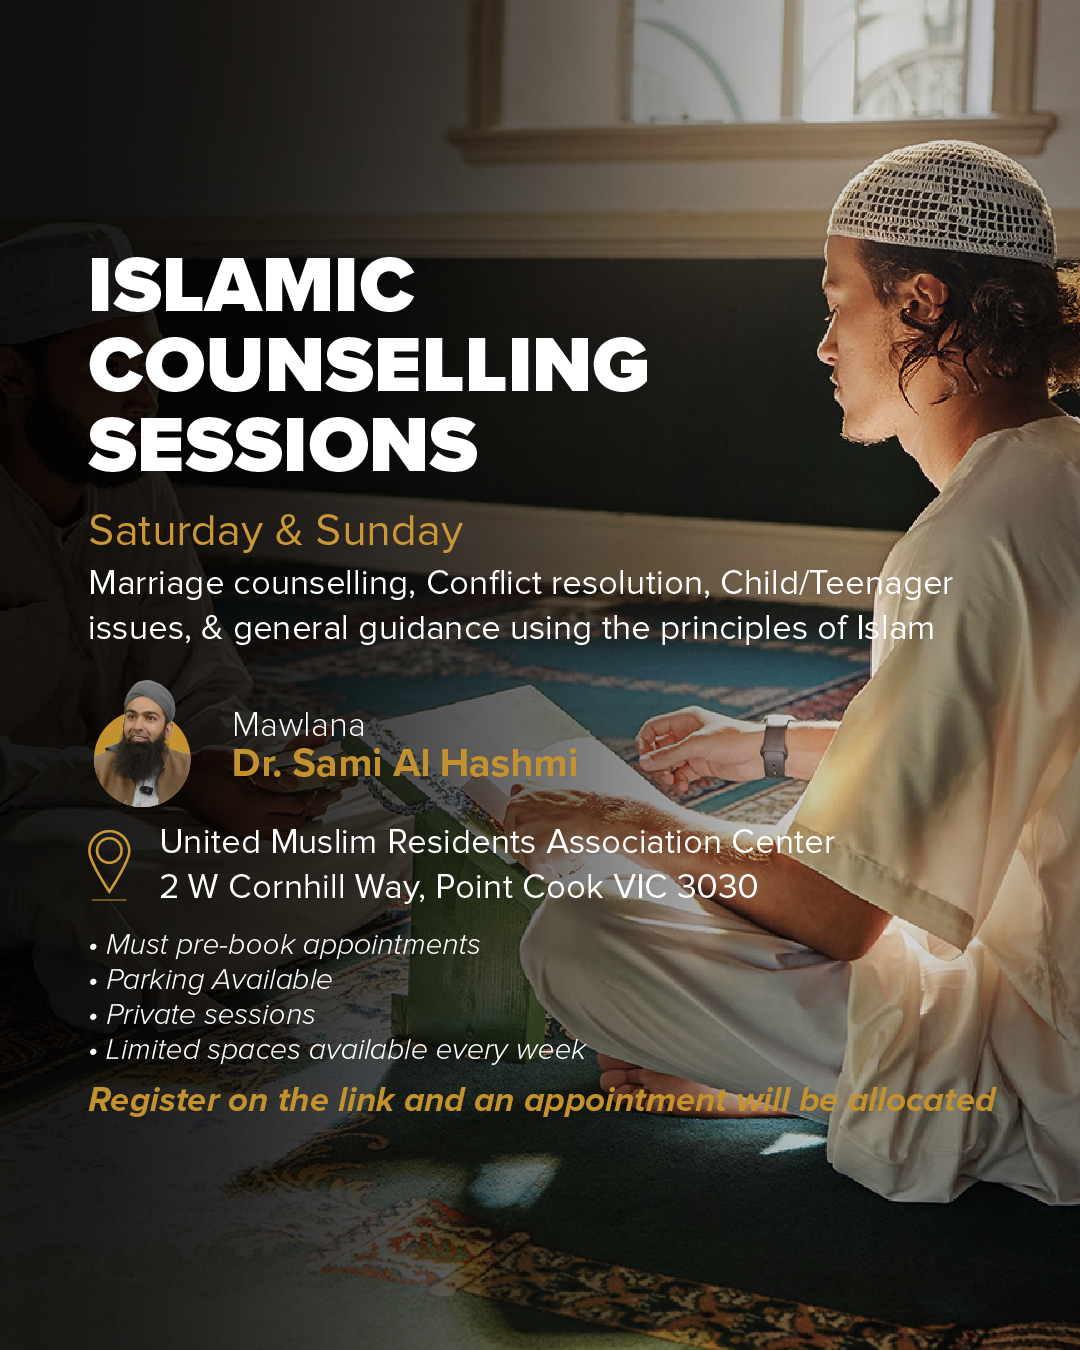 ISLAMIC
COUNSELLING
SESSIONS
Saturday & Sunday
Marriage counselling, Conflict resolution, Child/Teenager
issues, & general guidance using the principles of Islam
Mawlana
Dr. Sami Al Hashmi
United Muslim Residents Association Center
2 W Cornhill Way, Point Cook VIC 3030
• Must pre-book appointments
• Parking Available
• Private sessions
• Limited spaces available every week
Register on the link and an appointment will be allocated